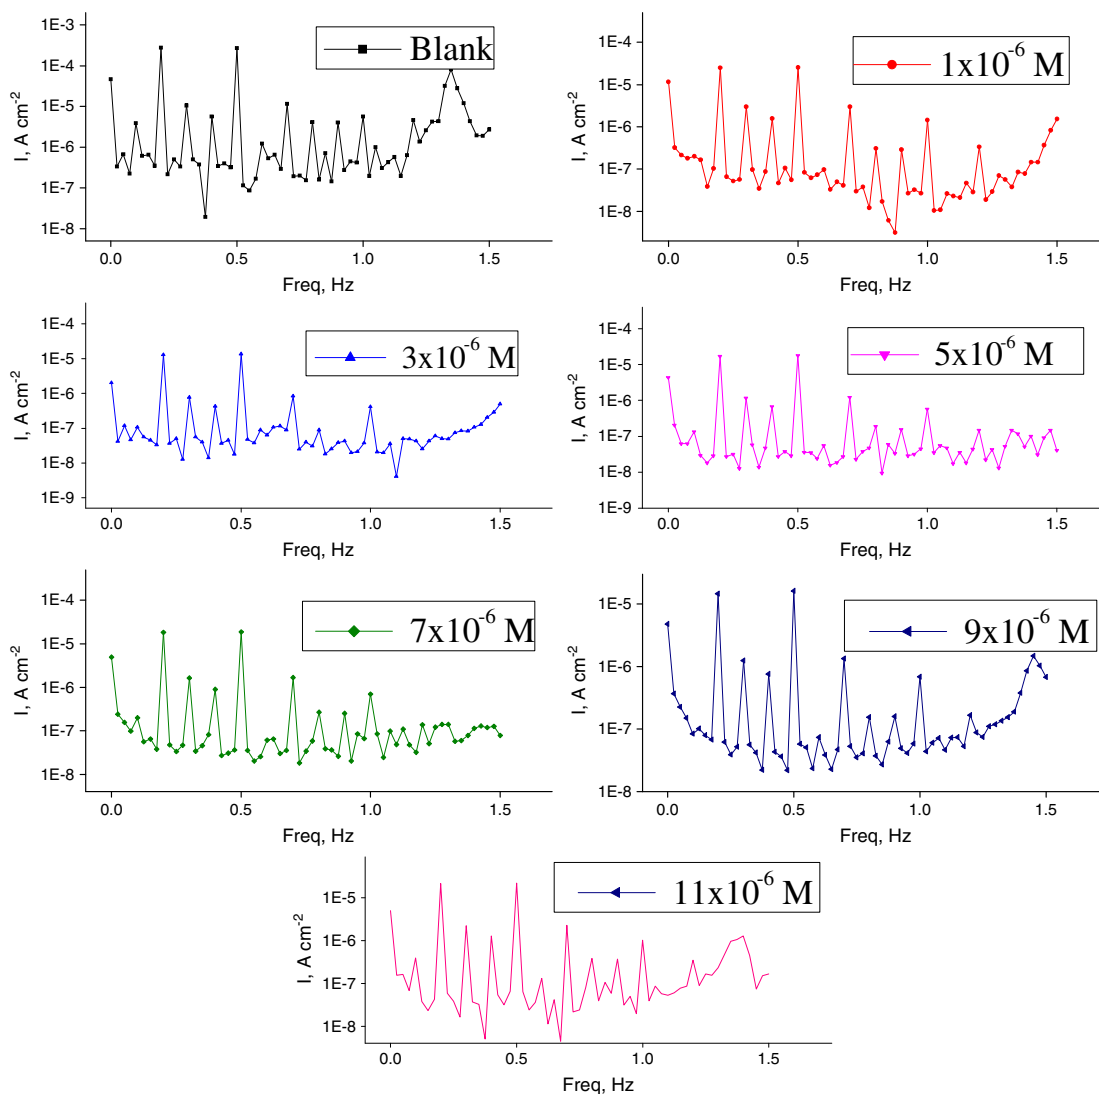 1E-3
1E-4
1E-5
1E-6
1E-7
1E-8
I, A cm⁻²
0.0 0.5 1.0 1.5
Freq, Hz
Blank
1E-4
1E-5
1E-6
1E-7
1E-8
I, A cm⁻²
0.0 0.5 1.0 1.5
Freq, Hz
1x10⁻⁶ M
1E-4
1E-5
1E-6
1E-7
1E-8
1E-9
I, A cm⁻²
0.0 0.5 1.0 1.5
Freq, Hz
3x10⁻⁶ M
1E-4
1E-5
1E-6
1E-7
1E-8
1E-9
I, A cm⁻²
0.0 0.5 1.0 1.5
Freq, Hz
5x10⁻⁶ M
1E-4
1E-5
1E-6
1E-7
1E-8
I, A cm⁻²
0.0 0.5 1.0 1.5
Freq, Hz
7x10⁻⁶ M
1E-5
1E-6
1E-7
1E-8
I, A cm⁻²
0.0 0.5 1.0 1.5
Freq, Hz
9x10⁻⁶ M
1E-5
1E-6
1E-7
1E-8
I, A cm⁻²
0.0 0.5 1.0 1.5
Freq, Hz
11x10⁻⁶ M